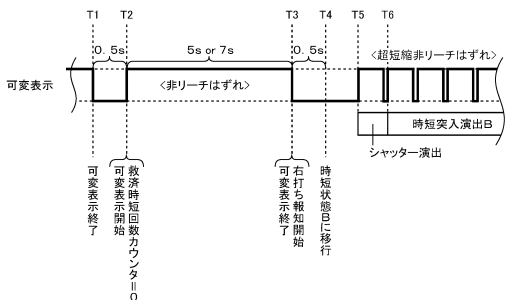 T1
T2
T3
T4
T5
T6
0.5s
5s or 7s
0.5s
<超短縮非リーチはずれ>
可変表示
<非リーチはずれ>
時短突入演出B
シャッター演出
可変表示終了
救済時短回数カウンタ=0
可変表示開始
右打ち報知開始
可変表示終了
時短状態Bに移行